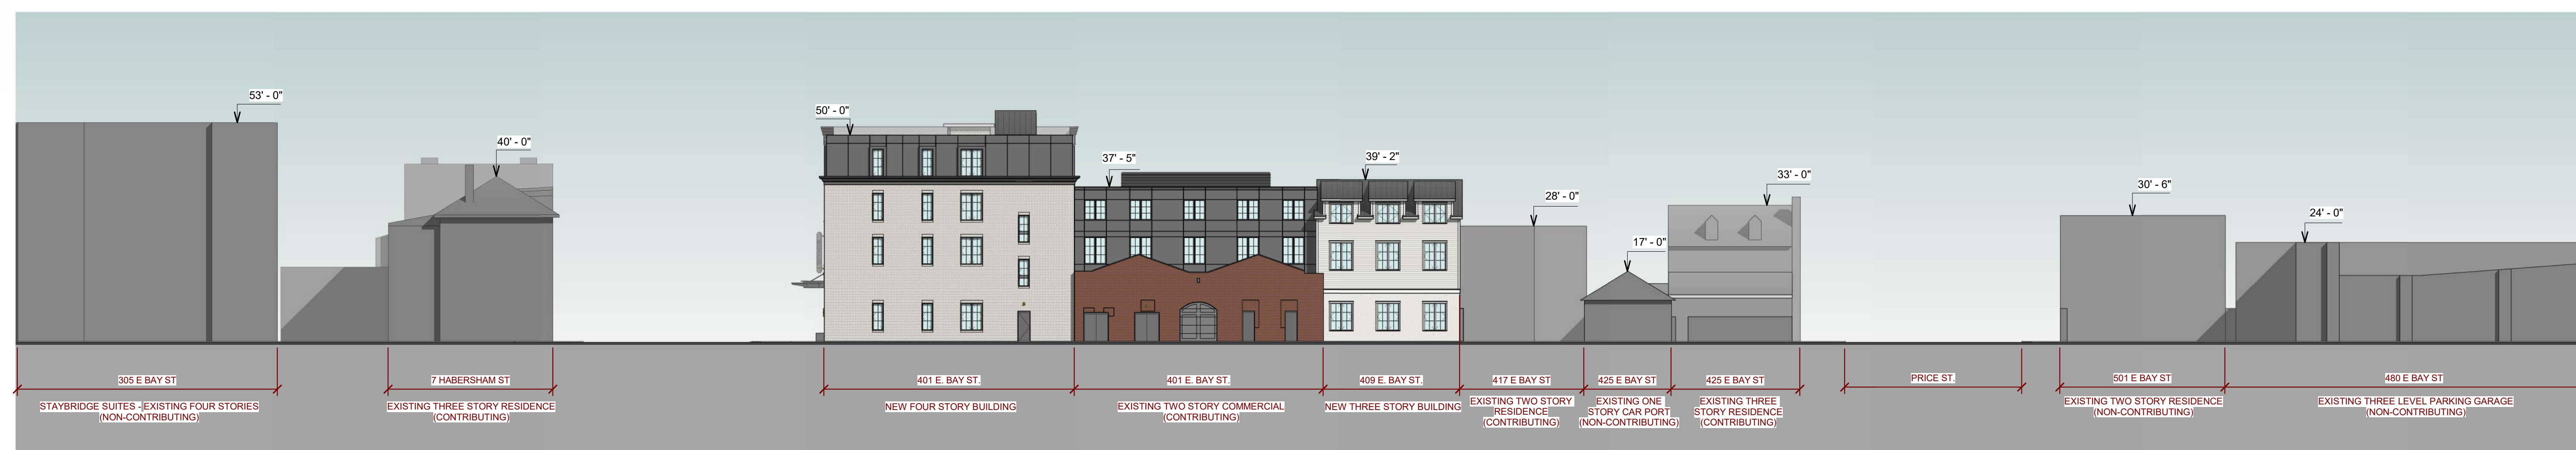 53' - 0"
40' - 0"
50' - 0"
37' - 5"
39' - 2"
28' - 0"
17' - 0"
33' - 0"
30' - 6"
24' - 0"
305 E BAY ST
STAYBRIDGE SUITES - EXISTING FOUR STORIES
(NON-CONTRIBUTING)
7 HABERSHAM ST
EXISTING THREE STORY RESIDENCE
(CONTRIBUTING)
401 E. BAY ST.
NEW FOUR STORY BUILDING
401 E. BAY ST.
EXISTING TWO STORY COMMERCIAL
(CONTRIBUTING)
409 E. BAY ST.
NEW THREE STORY BUILDING
417 E BAY ST
EXISTING TWO STORY
RESIDENCE
(CONTRIBUTING)
425 E BAY ST
EXISTING ONE
STORY CAR PORT
(NON-CONTRIBUTING)
425 E BAY ST
EXISTING THREE
STORY RESIDENCE
(CONTRIBUTING)
PRICE ST.
501 E BAY ST
EXISTING TWO STORY RESIDENCE
(NON-CONTRIBUTING)
480 E BAY ST
EXISTING THREE LEVEL PARKING GARAGE
(NON-CONTRIBUTING)